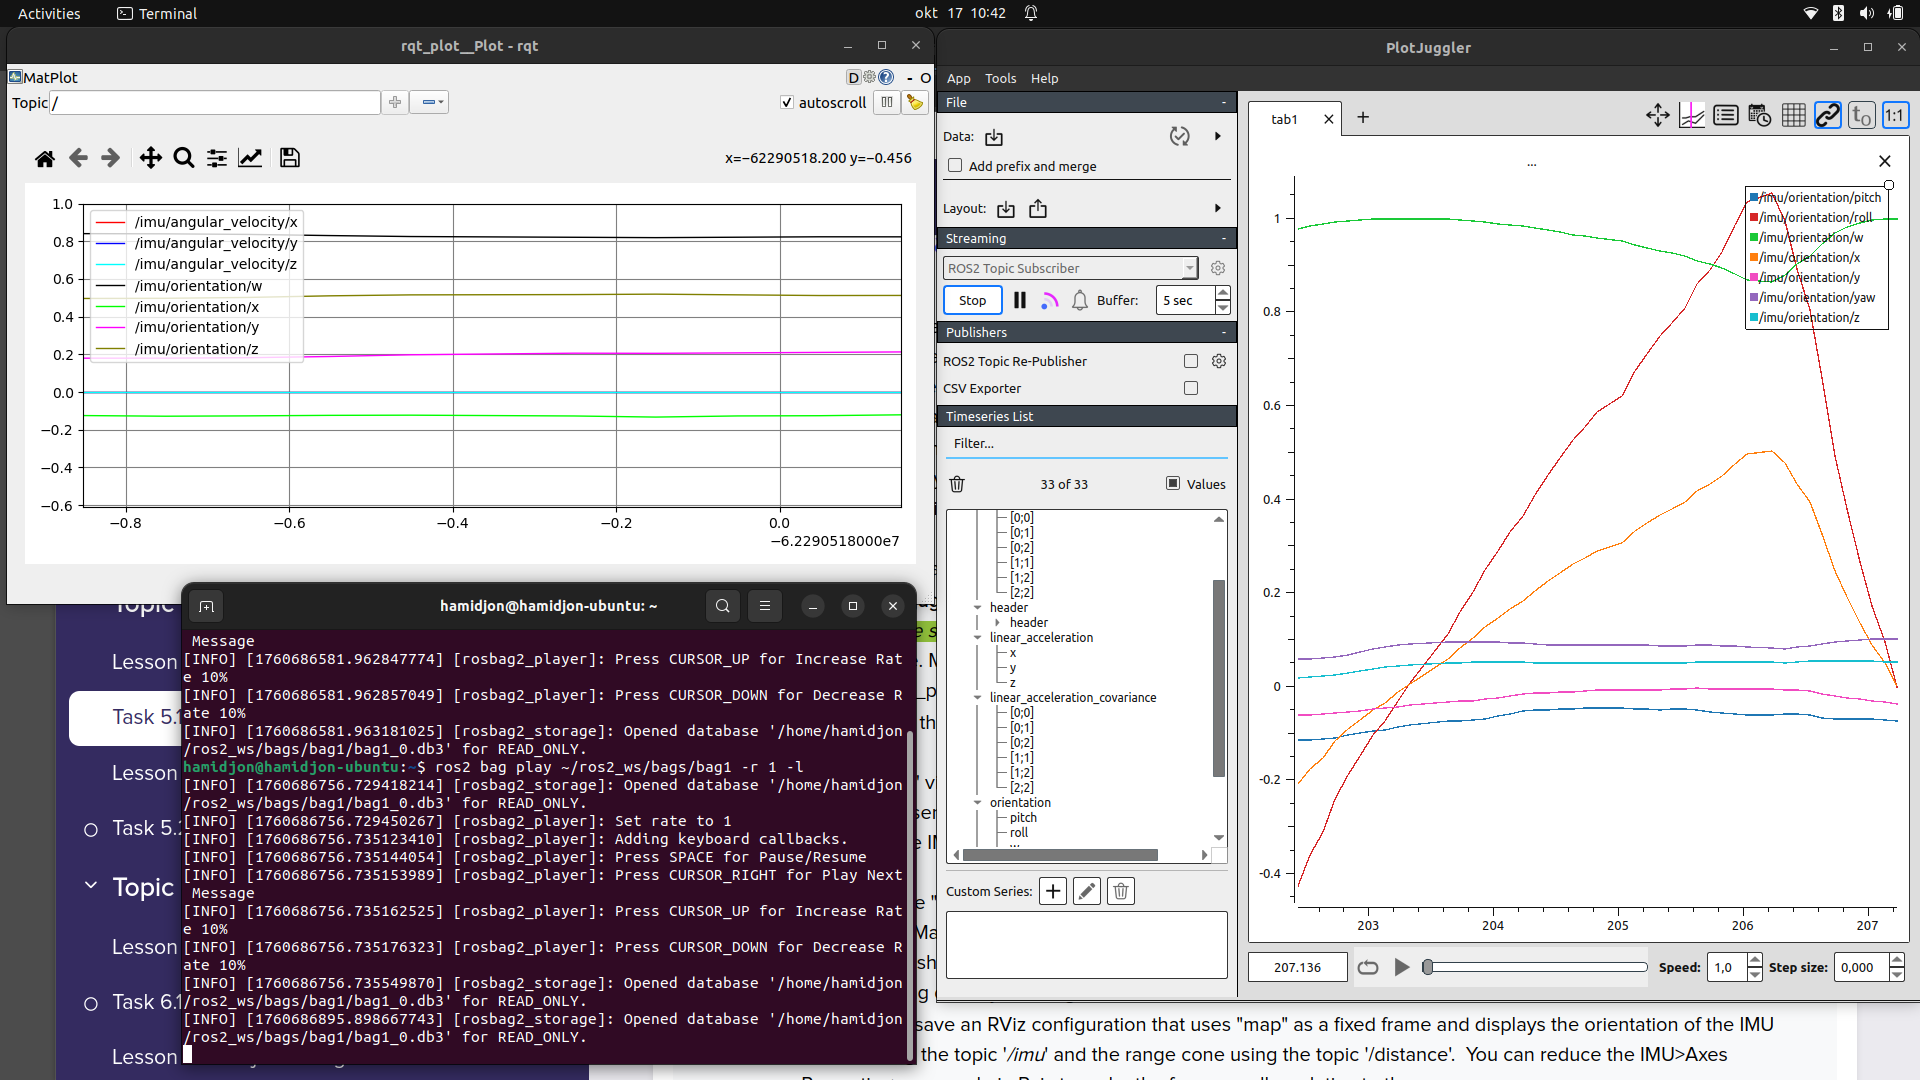 Activities
Terminal
okt 17 10:42
rqt_plot__Plot - rqt
MatPlot
D
- O
Topic /
autoscroll
x=−62290518.200 y=−0.456
1.0
0.8
0.6
0.4
0.2
0.0
−0.2
−0.4
−0.6
/imu/angular_velocity/x
/imu/angular_velocity/y
/imu/angular_velocity/z
/imu/orientation/w
/imu/orientation/x
/imu/orientation/y
/imu/orientation/z
−0.8
−0.6
−0.4
−0.2
0.0
−6.2290518000e7
hamidjon@hamidjon-ubuntu: ~
Message
[INFO] [1760686581.962847774] [rosbag2_player]: Press CURSOR_UP for Increase Rat
e 10%
[INFO] [1760686581.962857049] [rosbag2_player]: Press CURSOR_DOWN for Decrease R
ate 10%
[INFO] [1760686581.963181025] [rosbag2_storage]: Opened database '/home/hamidjon
/ros2_ws/bags/bag1/bag1_0.db3' for READ_ONLY.
hamidjon@hamidjon-ubuntu:~$ ros2 bag play ~/ros2_ws/bags/bag1 -r 1 -l
[INFO] [1760686756.729418214] [rosbag2_storage]: Opened database '/home/hamidjon
/ros2_ws/bags/bag1/bag1_0.db3' for READ_ONLY.
[INFO] [1760686756.729450267] [rosbag2_player]: Set rate to 1
[INFO] [1760686756.735123410] [rosbag2_player]: Adding keyboard callbacks.
[INFO] [1760686756.735144054] [rosbag2_player]: Press SPACE for Pause/Resume
[INFO] [1760686756.735153989] [rosbag2_player]: Press CURSOR_RIGHT for Play Next
Message
[INFO] [1760686756.735162525] [rosbag2_player]: Press CURSOR_UP for Increase Rat
e 10%
[INFO] [1760686756.735176323] [rosbag2_player]: Press CURSOR_DOWN for Decrease R
ate 10%
[INFO] [1760686756.735549870] [rosbag2_storage]: Opened database '/home/hamidjon
/ros2_ws/bags/bag1/bag1_0.db3' for READ_ONLY.
[INFO] [1760686895.898667743] [rosbag2_storage]: Opened database '/home/hamidjon
/ros2_ws/bags/bag1/bag1_0.db3' for READ_ONLY.
Topic
Lesson
Task 5.1
Lesson
Task 5.2
Topic
Lesson
Task 6.1
Lesson
save an RViz configuration that uses "map" as a fixed frame and displays the orientation of the IMU
the topic '/imu' and the range cone using the topic '/distance'. You can reduce the IMU>Axes
PlotJuggler
App
Tools
Help
File
-
Data:
Add prefix and merge
Layout:
Streaming
-
ROS2 Topic Subscriber
Stop
Buffer:
5 sec
Publishers
-
ROS2 Topic Re-Publisher
CSV Exporter
Timeseries List
Filter...
33 of 33
Values
[0;0]
[0;1]
[0;2]
[1;1]
[1;2]
[2;2]
header
header
linear_acceleration
x
y
z
linear_acceleration_covariance
[0;0]
[0;1]
[0;2]
[1;1]
[1;2]
[2;2]
orientation
pitch
roll
...
Custom Series:
tab1
t0
1:1
...
/imu/orientation/pitch
/imu/orientation/roll
/imu/orientation/w
/imu/orientation/x
/imu/orientation/y
/imu/orientation/yaw
/imu/orientation/z
1
0.8
0.6
0.4
0.2
0
-0.2
-0.4
203
204
205
206
207
207.136
Speed:
1,0
Step size:
0,000